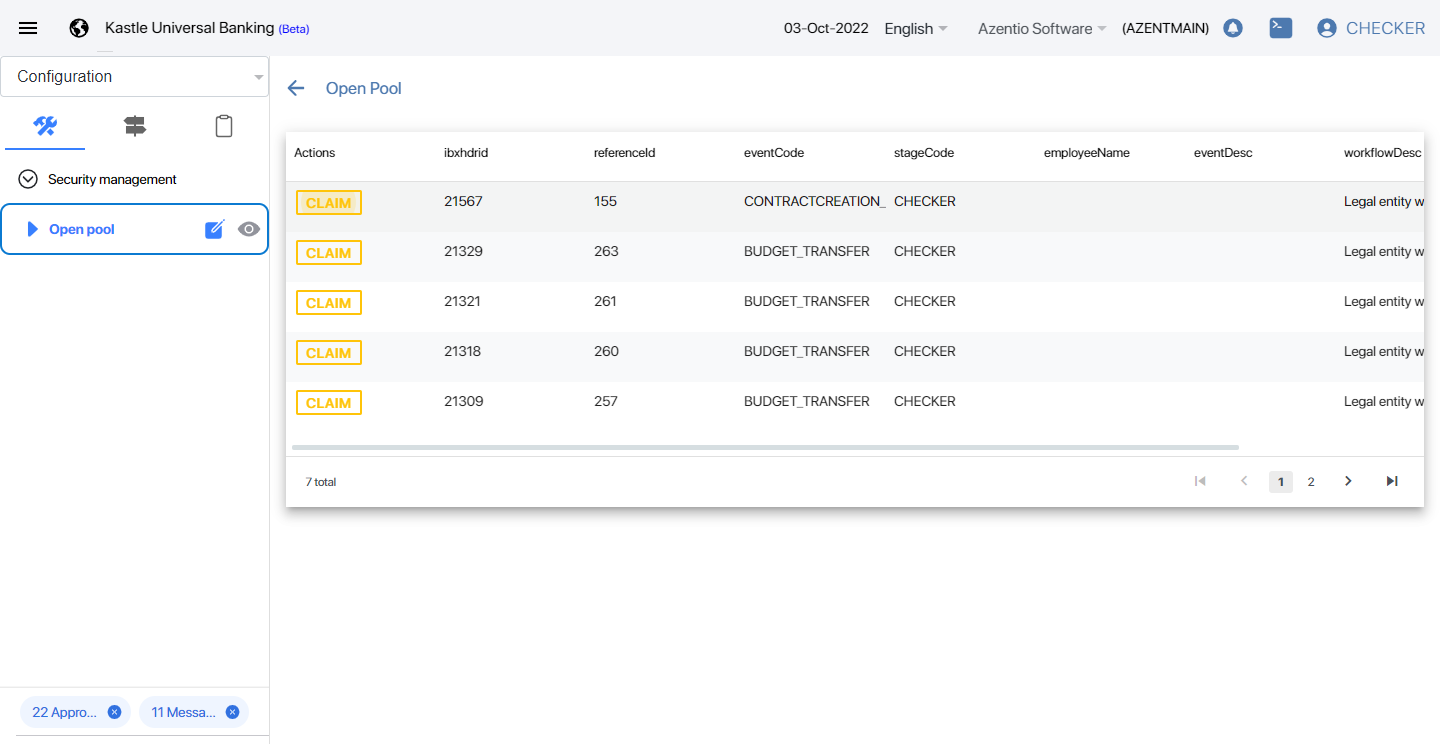 Kastle Universal Banking (Beta) 03-Oct-2022 English Azentio Software (AZENTMAIN) CHECKER
Configuration
Open Pool
Security management
Open pool
Actions ibxhdrid referenceId eventCode stageCode employeeName eventDesc workflowDesc
CLAIM 21567 155 CONTRACTCREATION_ CHECKER Legal entity w
CLAIM 21329 263 BUDGET_TRANSFER CHECKER Legal entity w
CLAIM 21321 261 BUDGET_TRANSFER CHECKER Legal entity w
CLAIM 21318 260 BUDGET_TRANSFER CHECKER Legal entity w
CLAIM 21309 257 BUDGET_TRANSFER CHECKER Legal entity w
7 total 1 2
22 Appro... 11 Messa...